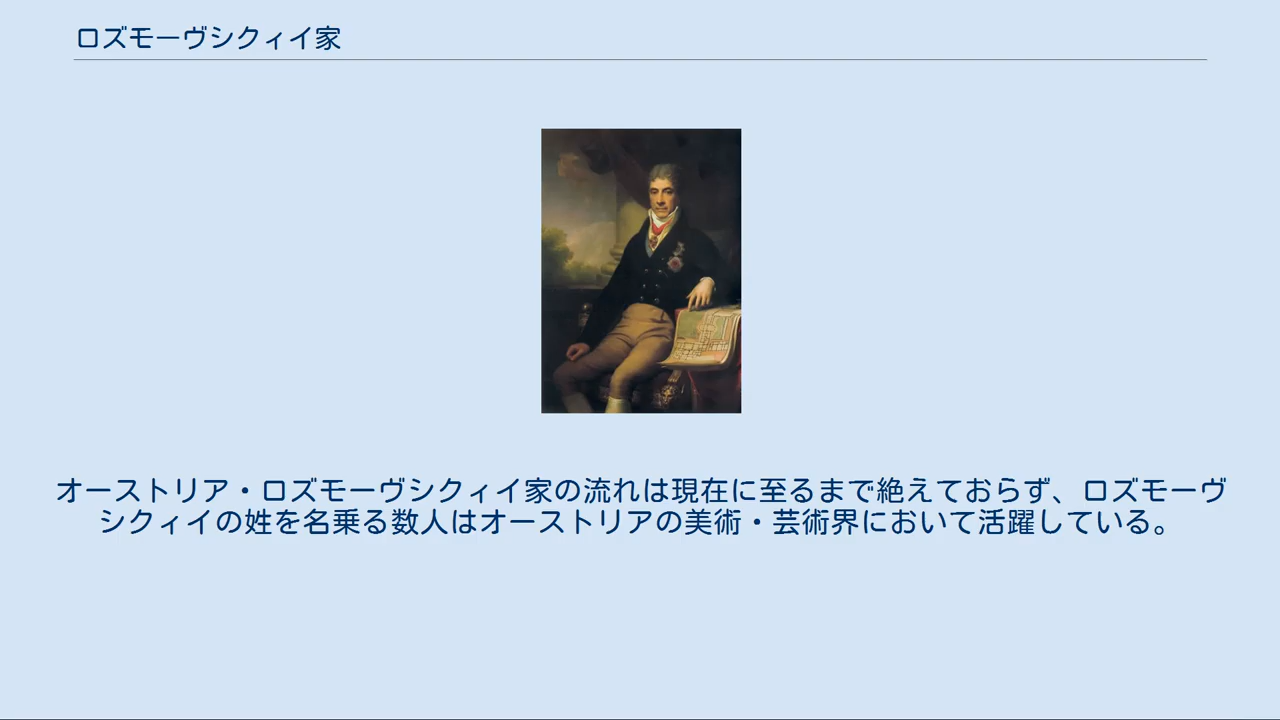 ロズモーヴシクィイ家
オーストリア・ロズモーヴシクィイ家の流れは現在に至るまで絶えておらず、ロズモーヴ
シクィイの姓を名乗る数人はオーストリアの美術・芸術界において活躍している。